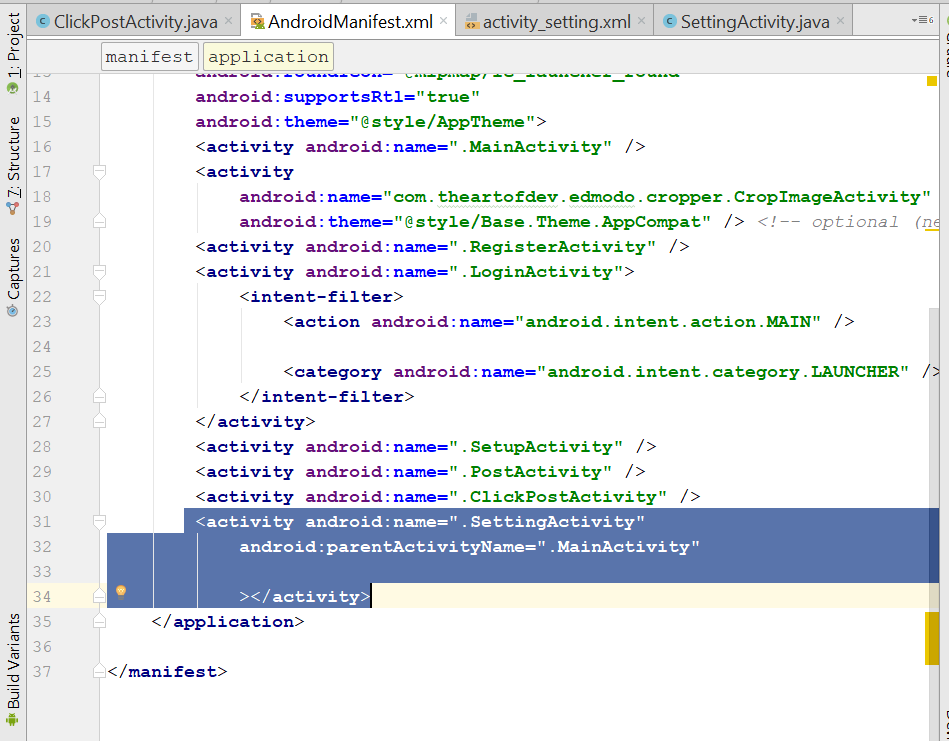 ClickPostActivity.java AndroidManifest.xml activity_setting.xml SettingActivity.java 6
manifest application
1: Project
7: Structure
Captures
Build Variants
13 android:roundIcon="@mipmap/ic_launcher_round"
14 android:supportsRtl="true"
15 android:theme="@style/AppTheme">
16 <activity android:name=".MainActivity" />
17 <activity
18 android:name="com.theartofdev.edmodo.cropper.CropImageActivity"
19 android:theme="@style/Base.Theme.AppCompat" /> <!-- optional (ne
20 <activity android:name=".RegisterActivity" />
21 <activity android:name=".LoginActivity">
22 <intent-filter>
23 <action android:name="android.intent.action.MAIN" />
24
25 <category android:name="android.intent.category.LAUNCHER" />
26 </intent-filter>
27 </activity>
28 <activity android:name=".SetupActivity" />
29 <activity android:name=".PostActivity" />
30 <activity android:name=".ClickPostActivity" />
31 <activity android:name=".SettingActivity"
32 android:parentActivityName=".MainActivity"
33
34 ></activity>
35 </application>
36
37 </manifest>